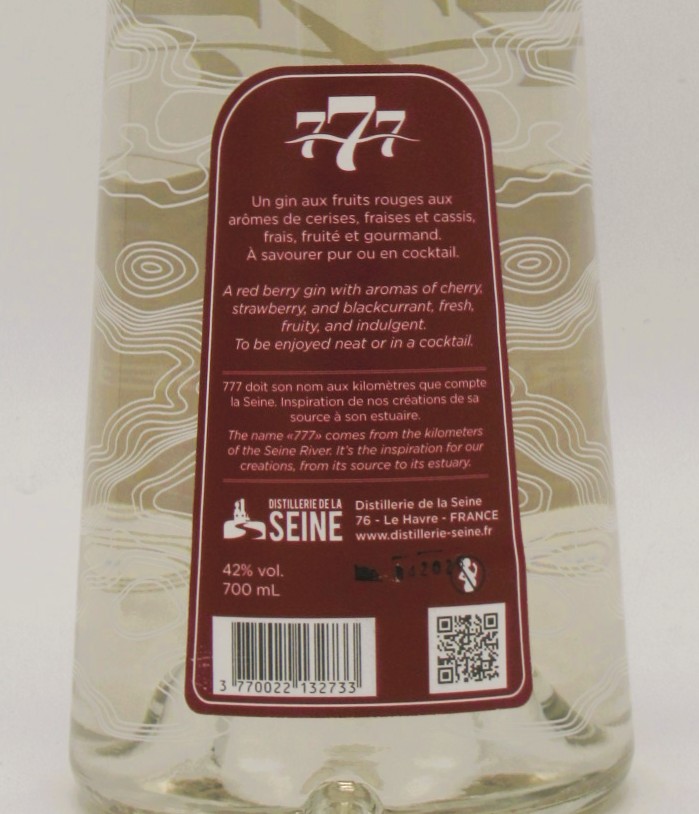 777
Un gin aux fruits rouges aux
arômes de cerises, fraises et cassis,
frais, fruité et gourmand.
À savourer pur ou en cocktail.
A red berry gin with aromas of cherry,
strawberry, and blackcurrant, fresh,
fruity, and indulgent.
To be enjoyed neat or in a cocktail.
777 doit son nom aux kilomètres que compte
la Seine. Inspiration de nos créations de sa
source à son estuaire.
The name «777» comes from the kilometers
of the Seine River. It's the inspiration for our
creations, from its source to its estuary.
DISTILLERIE DE LA
SEINE
Distillerie de la Seine
76 - Le Havre - FRANCE
www.distillerie-seine.fr
42% vol.
700 mL
3 770022 132733